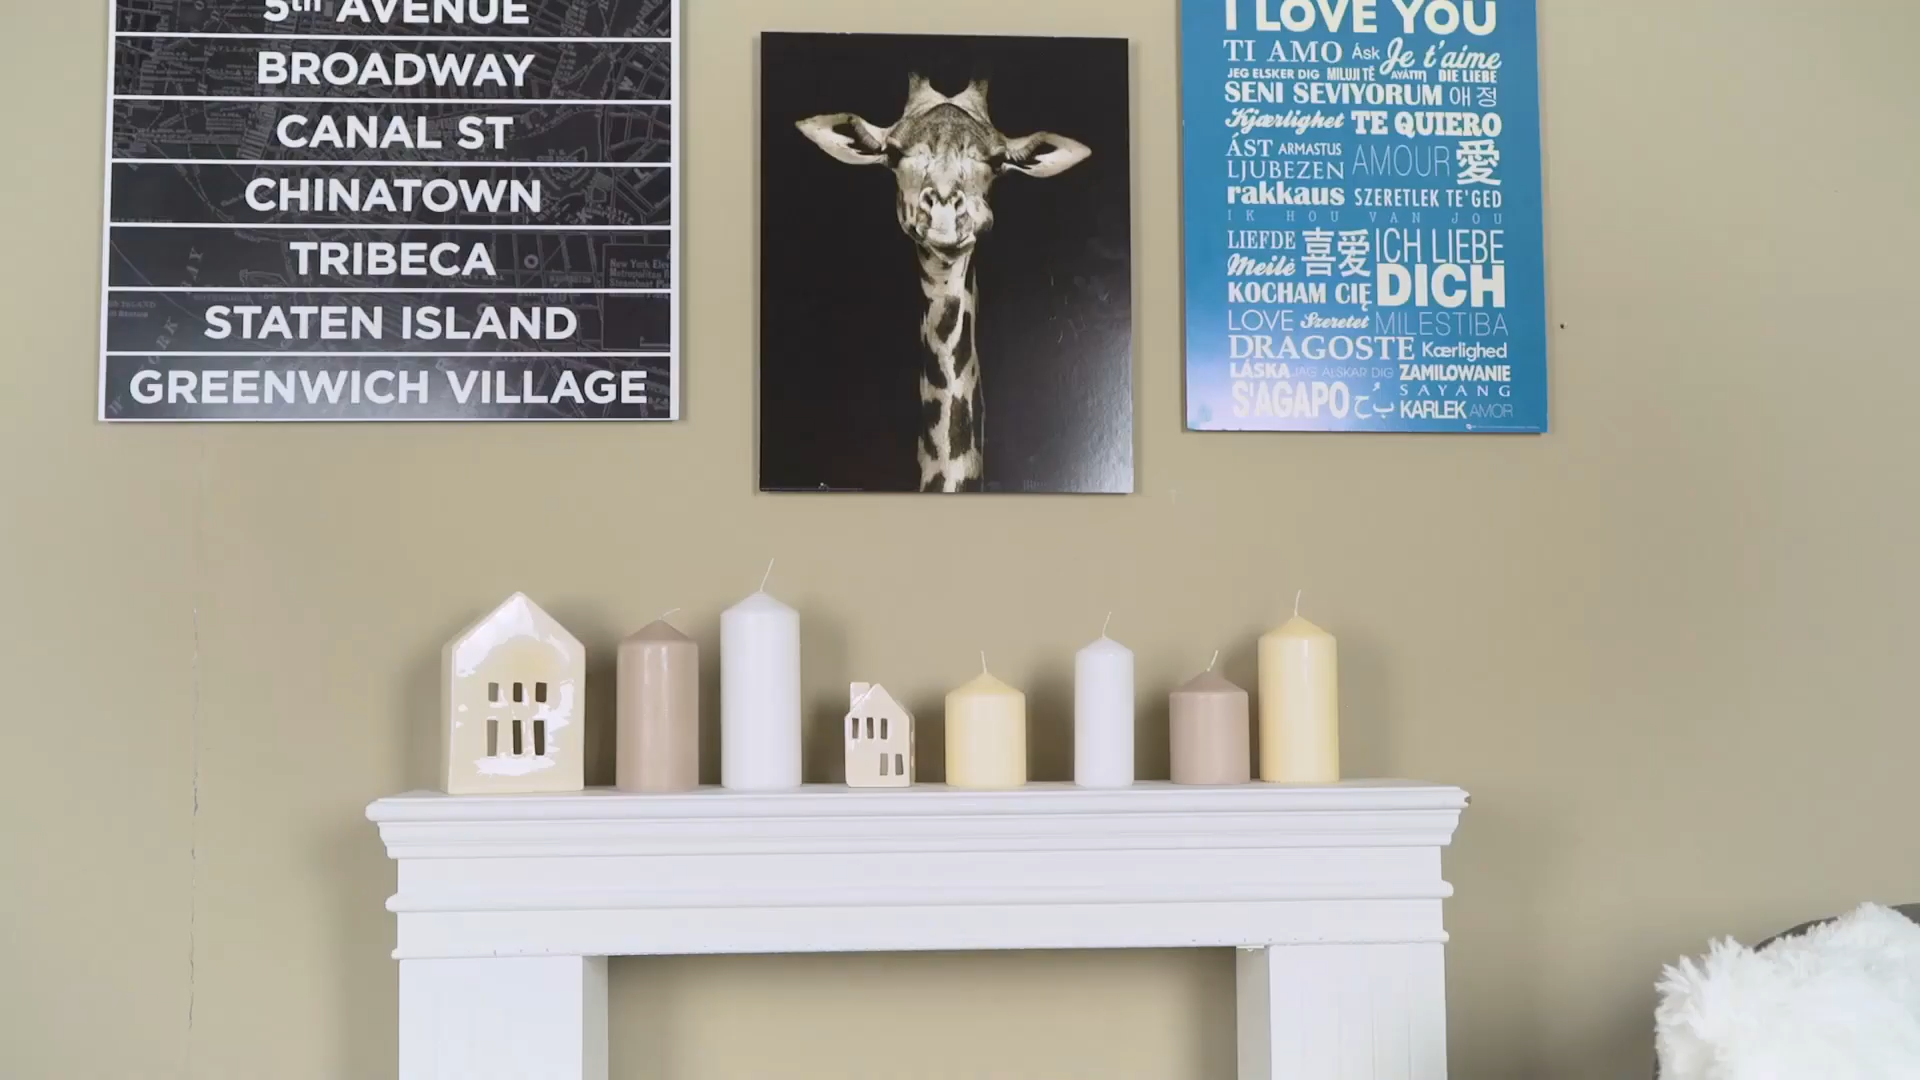 5th AVENUE
BROADWAY
CANAL ST
CHINATOWN
TRIBECA
STATEN ISLAND
GREENWICH VILLAGE
I LOVE YOU
TI AMO Ásk Je t'aime
JEG ELSKER DIG MILUJI TĚ αγάπη DIE LIEBE
SENI SEVIYORUM 애정
Kjærlighet TE QUIERO
ÁST ARMASTUS
LJUBEZEN AMOUR 愛
rakkaus SZERETLEK TE'GED
IK HOU VAN JOU
LIEFDE 喜爱 ICH LIEBE
Meilė DICH
KOCHAM CIĘ
LOVE Szeretet MILESTIBA
DRAGOSTE Kærlighed
LÁSKA JAG ALSKAR DIG ZAMILOWANIE
S'AGAPO حُب SAYANG
KARLEK AMOR